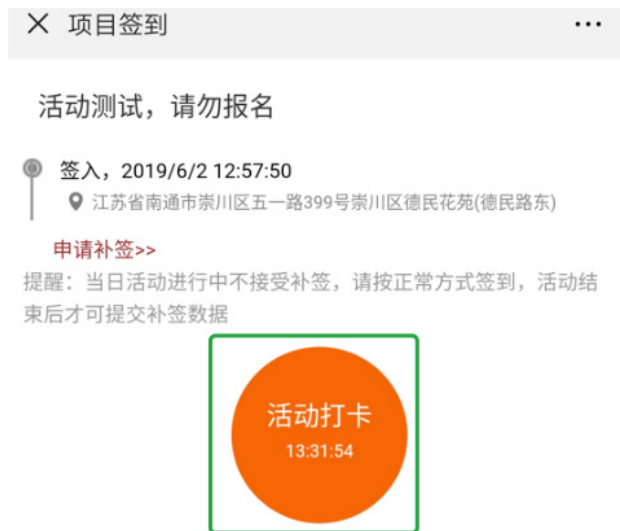 项目签到
活动测试，请勿报名
签入，2019/6/2 12:57:50
江苏省南通市崇川区五一路399号崇川区德民花苑(德民路东)
申请补签>>
提醒：当日活动进行中不接受补签，请按正常方式签到，活动结
束后才可提交补签数据
活动打卡
13:31:54